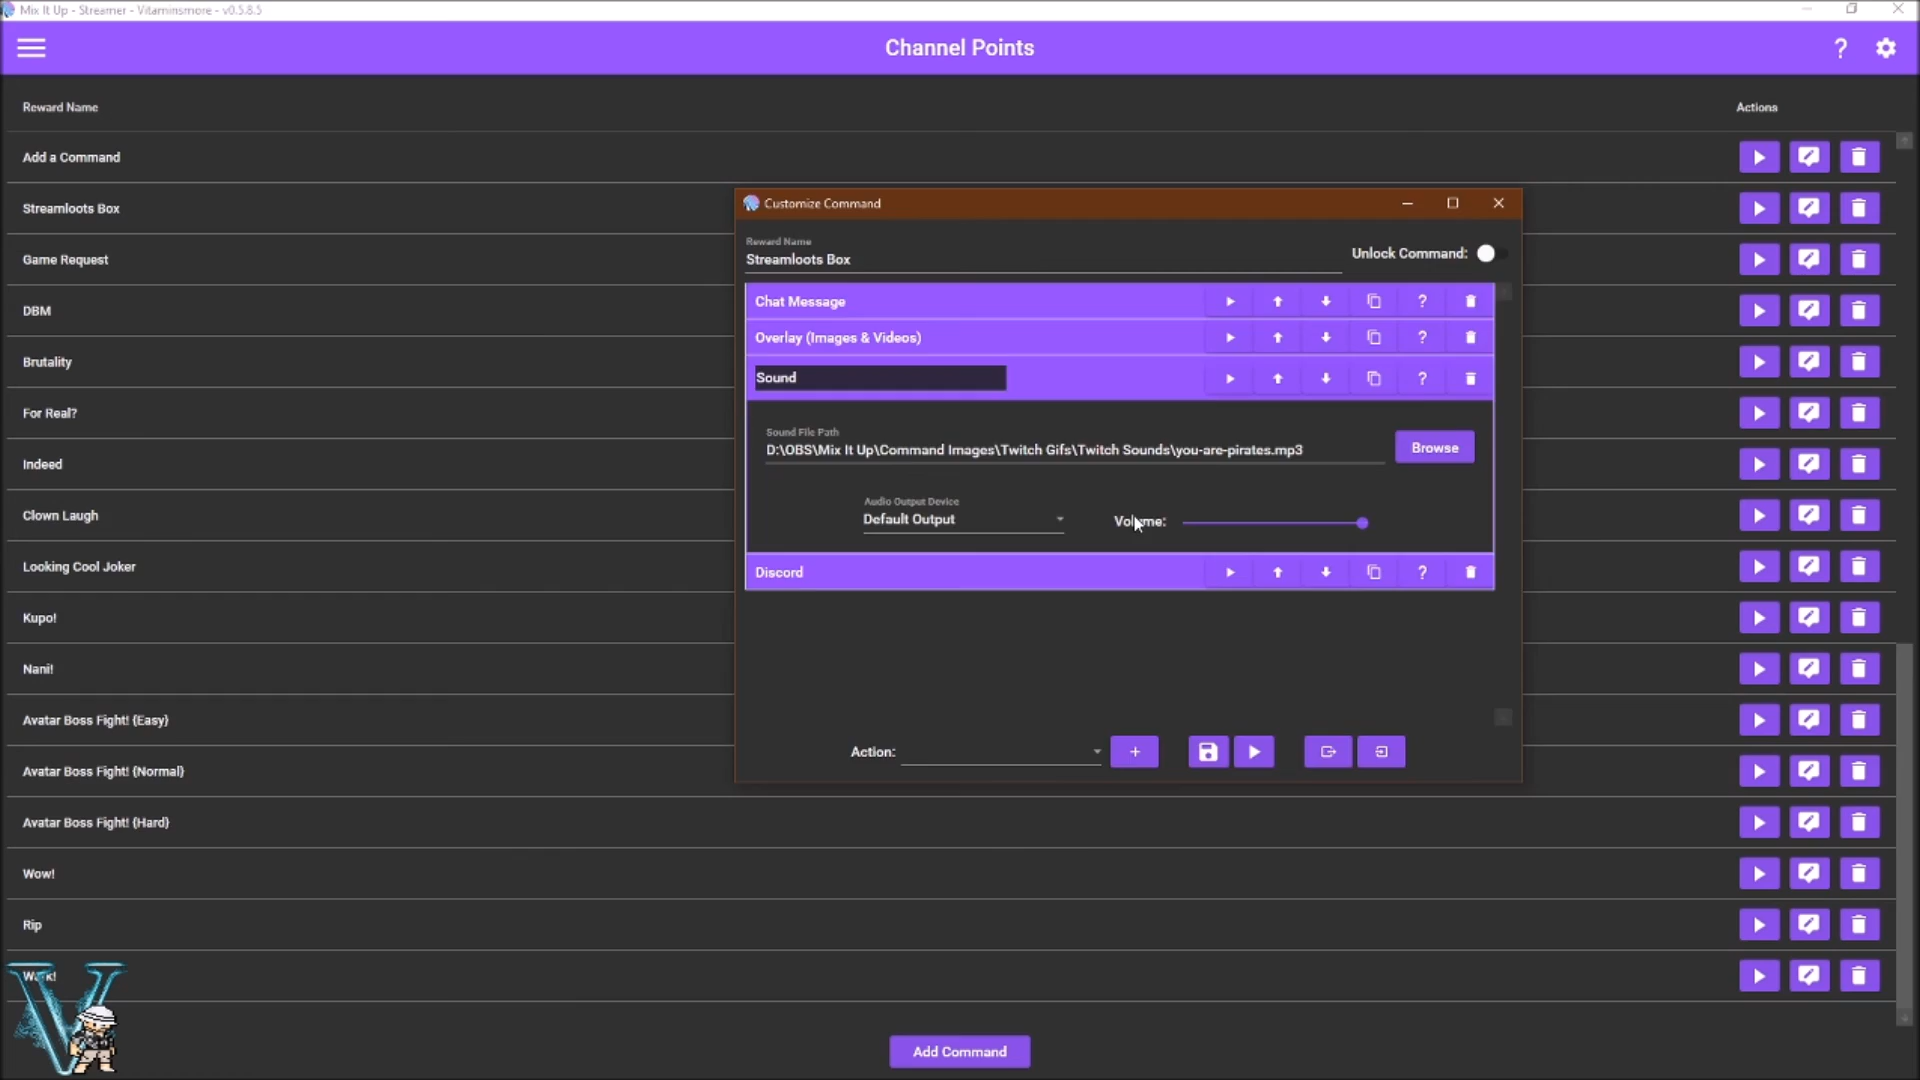 Mix It Up - Streamer - Vitaminsmore - v0.5.8.5
Channel Points
?
Reward Name
Actions
Add a Command
Streamloots Box
Game Request
DBM
Brutality
For Real?
Indeed
Clown Laugh
Looking Cool Joker
Kupo!
Nani!
Avatar Boss Fight! {Easy}
Avatar Boss Fight! {Normal}
Avatar Boss Fight! {Hard}
Wow!
Rip
Add Command
Customize Command
Reward Name
Streamloots Box
Unlock Command:
Chat Message
?
Overlay (Images & Videos)
?
Sound
?
Sound File Path
D:\OBS\Mix It Up\Command Images\Twitch Gifs\Twitch Sounds\you-are-pirates.mp3
Browse
Audio Output Device
Default Output
Volume:
Discord
?
Action:
+
V